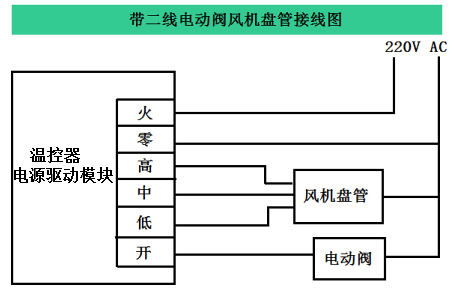 带二线电动阀风机盘管接线图
220V AC
火
零
温控器
电源驱动模块
高
中
低
开
风机盘管
电动阀